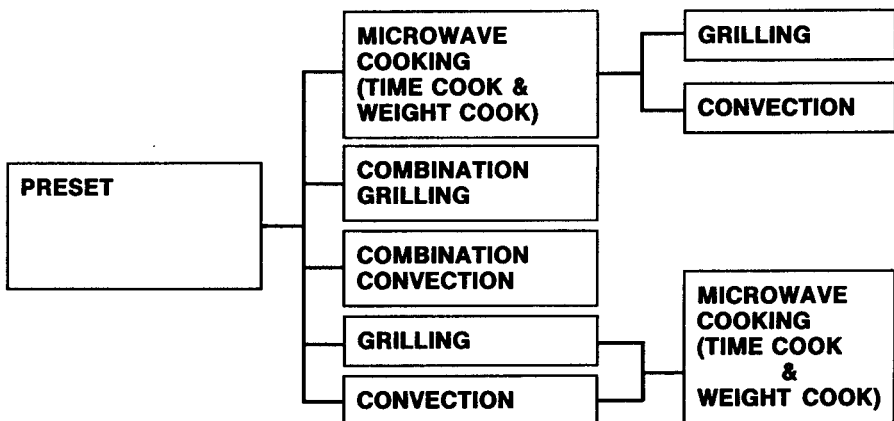 PRESET
MICROWAVE
COOKING
(TIME COOK &
WEIGHT COOK)
COMBINATION
GRILLING
COMBINATION
CONVECTION
GRILLING
CONVECTION
GRILLING
CONVECTION
MICROWAVE
COOKING
(TIME COOK
&
WEIGHT COOK)